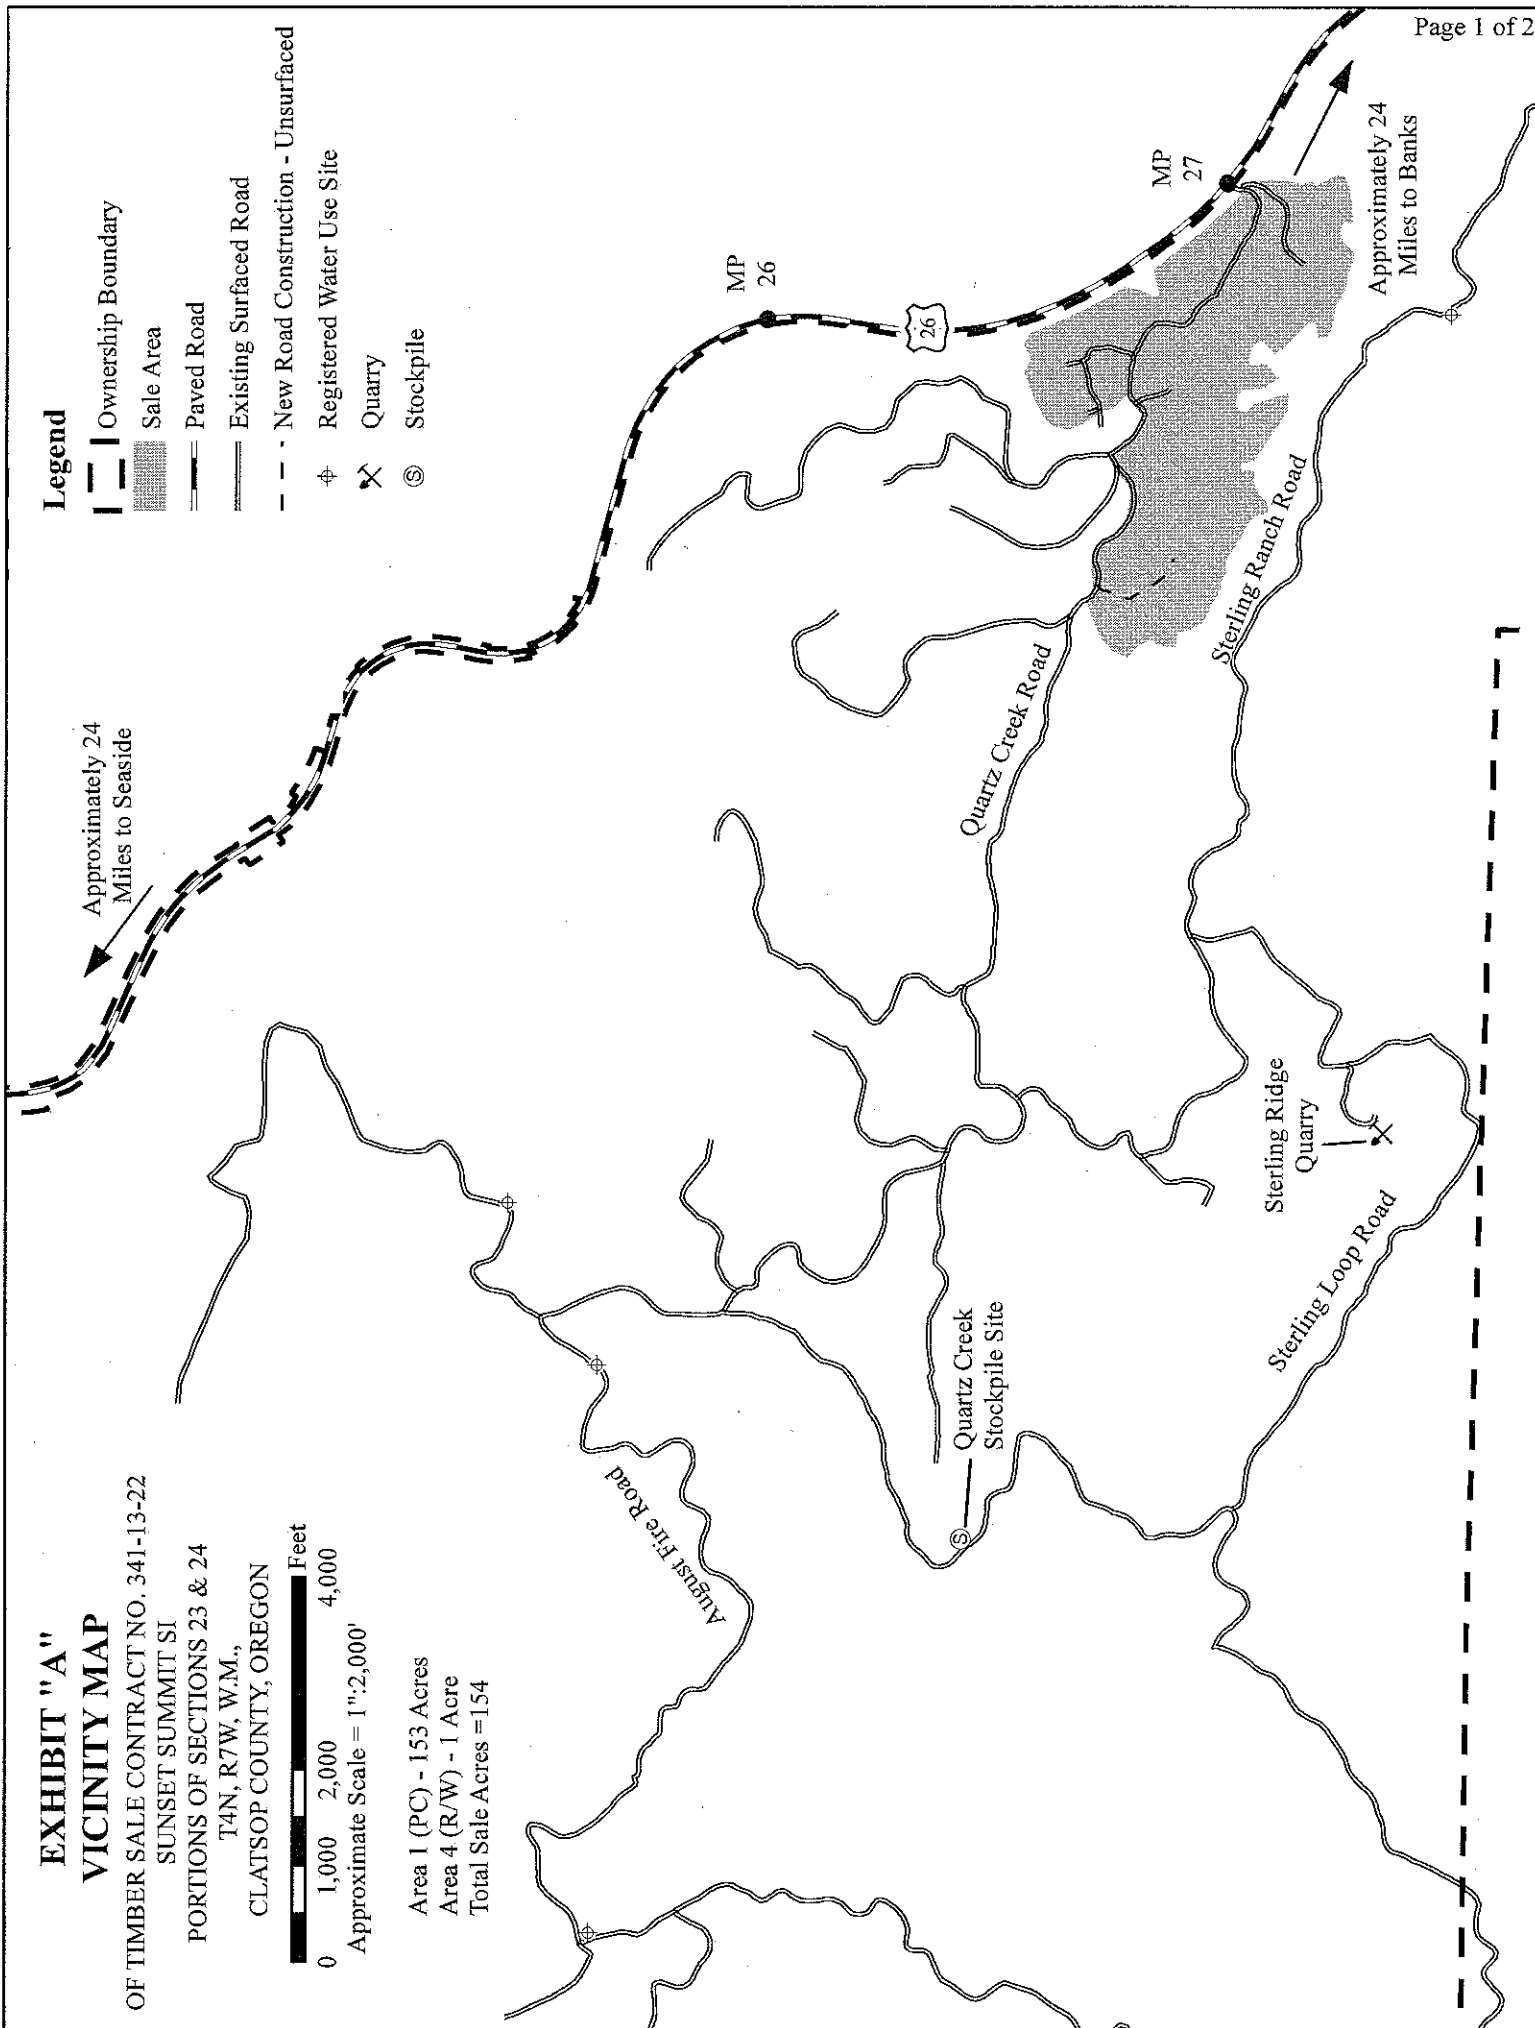 Page 1 of 2
EXHIBIT "A"
VICINITY MAP
OF TIMBER SALE CONTRACT NO. 341-13-22
SUNSET SUMMIT SI
PORTIONS OF SECTIONS 23 & 24
T4N, R7W, W.M.,
CLATSOP COUNTY, OREGON
Feet
0 1,000 2,000 4,000
Approximate Scale = 1":2,000'
Area 1 (PC) - 153 Acres
Area 4 (R/W) - 1 Acre
Total Sale Acres =154
Approximately 24
Miles to Seaside
Legend
Ownership Boundary
Sale Area
Paved Road
Existing Surfaced Road
New Road Construction - Unsurfaced
Registered Water Use Site
Quarry
S Stockpile
MP
26
26
MP
27
Approximately 24
Miles to Banks
August Fire Road
Quartz Creek Road
Sterling Ranch Road
Quartz Creek
Stockpile Site
S
Sterling Ridge
Quarry
Sterling Loop Road